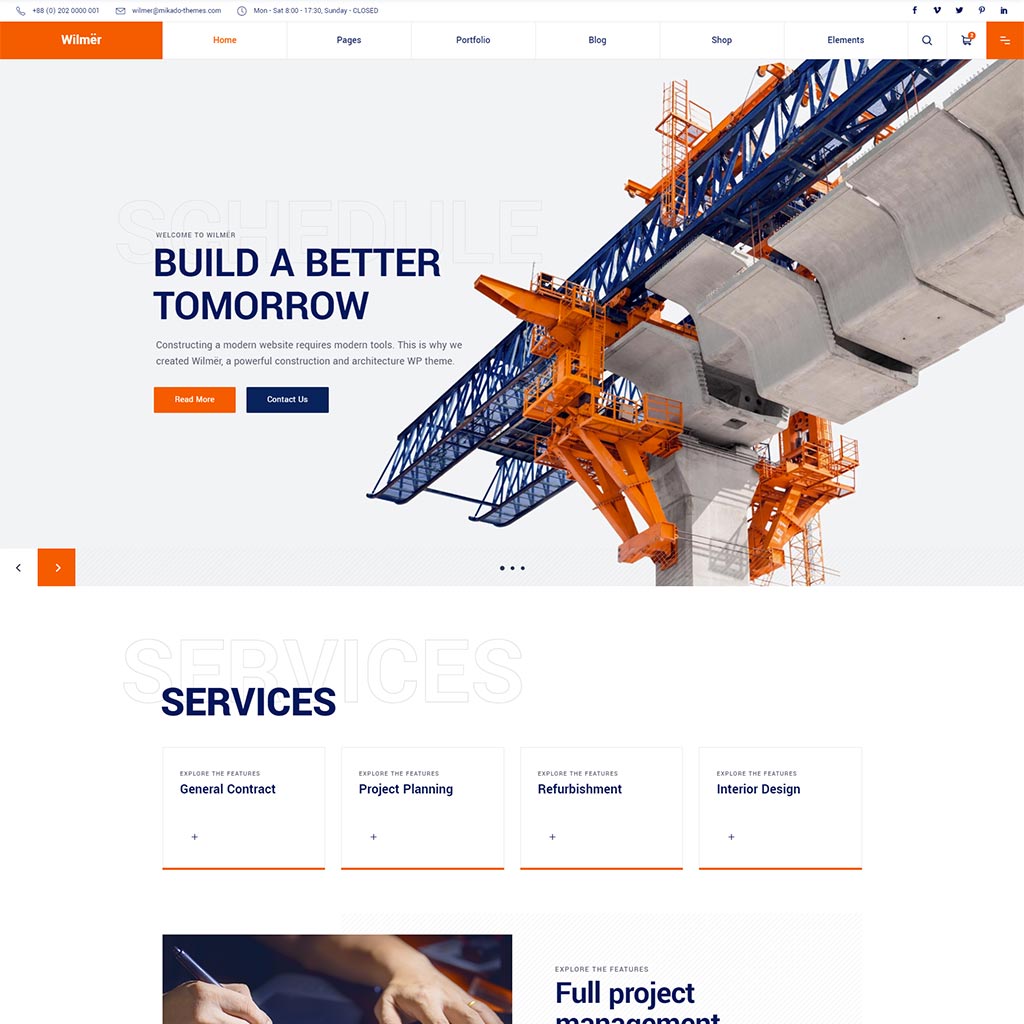 +88 (0) 202 0000 001 wilmer@mikado-themes.com Mon - Sat 8:00 - 17:30, Sunday - CLOSED
Wilmër Home Pages Portfolio Blog Shop Elements
SCHEDULE
WELCOME TO WILMËR
BUILD A BETTER
TOMORROW
Constructing a modern website requires modern tools. This is why we
created Wilmër, a powerful construction and architecture WP theme.
Read More Contact Us
SERVICES
SERVICES
EXPLORE THE FEATURES EXPLORE THE FEATURES EXPLORE THE FEATURES EXPLORE THE FEATURES
General Contract Project Planning Refurbishment Interior Design
+ + + +
EXPLORE THE FEATURES
Full project
management